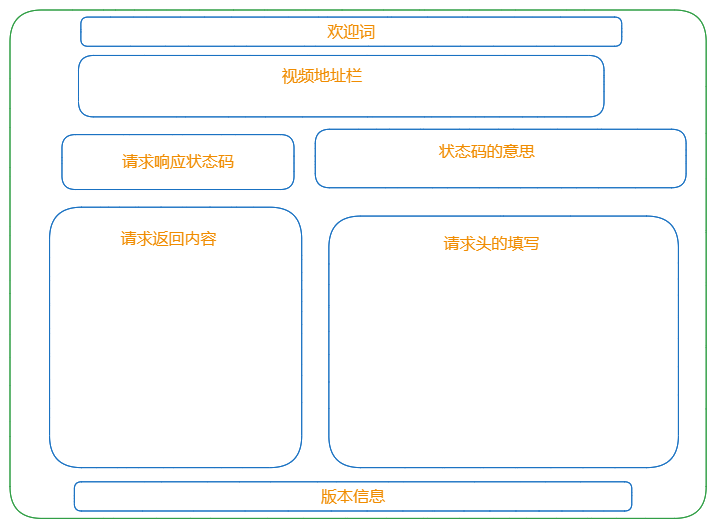 欢迎词
视频地址栏
请求响应状态码
状态码的意思
请求返回内容
请求头的填写
版本信息